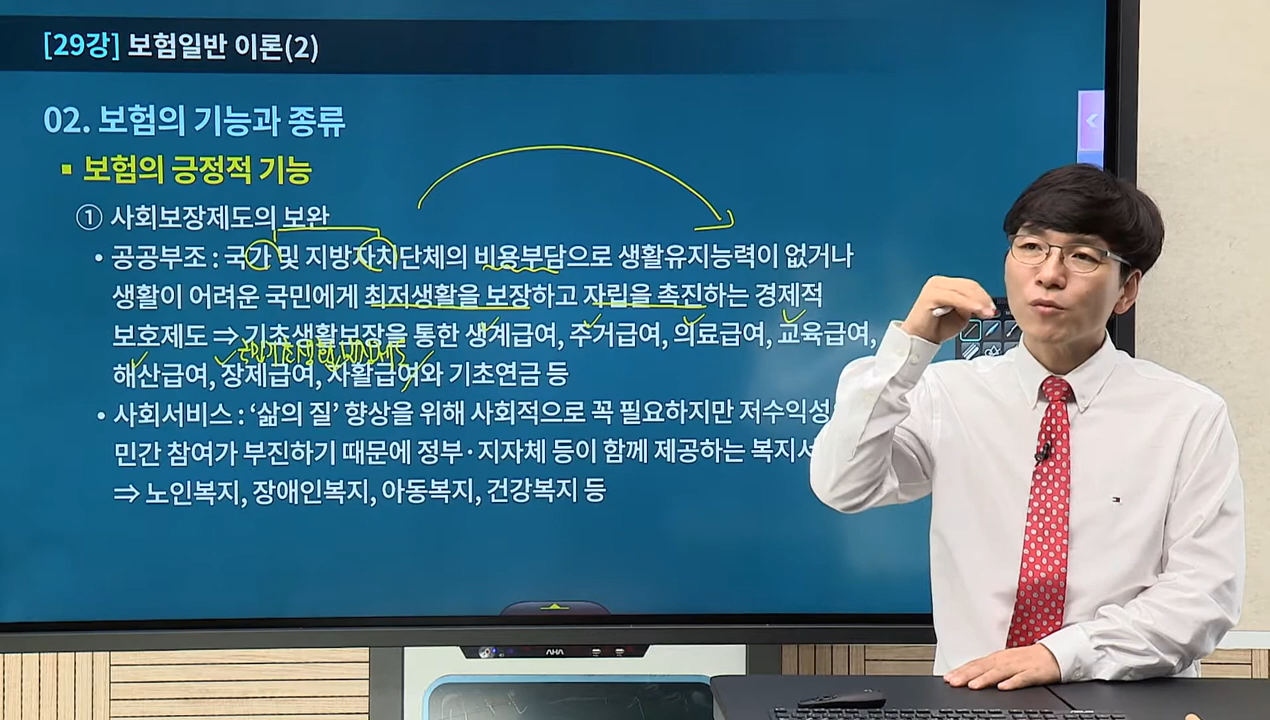 [29강] 보험일반 이론(2)
02. 보험의 기능과 종류
▪ 보험의 긍정적 기능
① 사회보장제도의 보완
• 공공부조 : 국가 및 지방자치단체의 비용부담으로 생활유지능력이 없거나
생활이 어려운 국민에게 최저생활을 보장하고 자립을 촉진하는 경제적
보호제도 ⇒ 기초생활보장을 통한 생계급여, 주거급여, 의료급여, 교육급여,
해산급여, 장제급여, 자활급여와 기초연금 등
• 사회서비스 : ‘삶의 질’ 향상을 위해 사회적으로 꼭 필요하지만 저수익성
민간 참여가 부진하기 때문에 정부·지자체 등이 함께 제공하는 복지서
⇒ 노인복지, 장애인복지, 아동복지, 건강복지 등
AHA